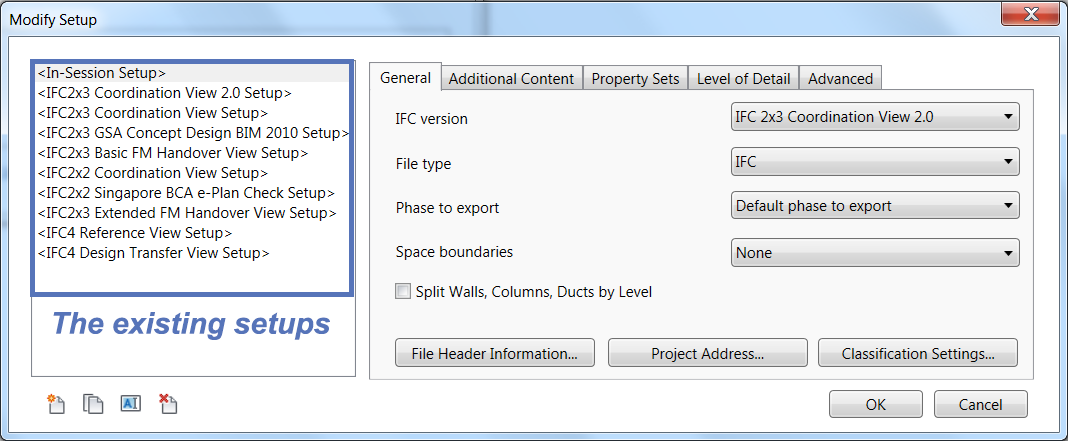 Modify Setup
<In-Session Setup>
<IFC2x3 Coordination View 2.0 Setup>
<IFC2x3 Coordination View Setup>
<IFC2x3 GSA Concept Design BIM 2010 Setup>
<IFC2x3 Basic FM Handover View Setup>
<IFC2x2 Coordination View Setup>
<IFC2x2 Singapore BCA e-Plan Check Setup>
<IFC2x3 Extended FM Handover View Setup>
<IFC4 Reference View Setup>
<IFC4 Design Transfer View Setup>
The existing setups
General Additional Content Property Sets Level of Detail Advanced
IFC version IFC 2x3 Coordination View 2.0
File type IFC
Phase to export Default phase to export
Space boundaries None
Split Walls, Columns, Ducts by Level
File Header Information... Project Address... Classification Settings...
AI
OK Cancel